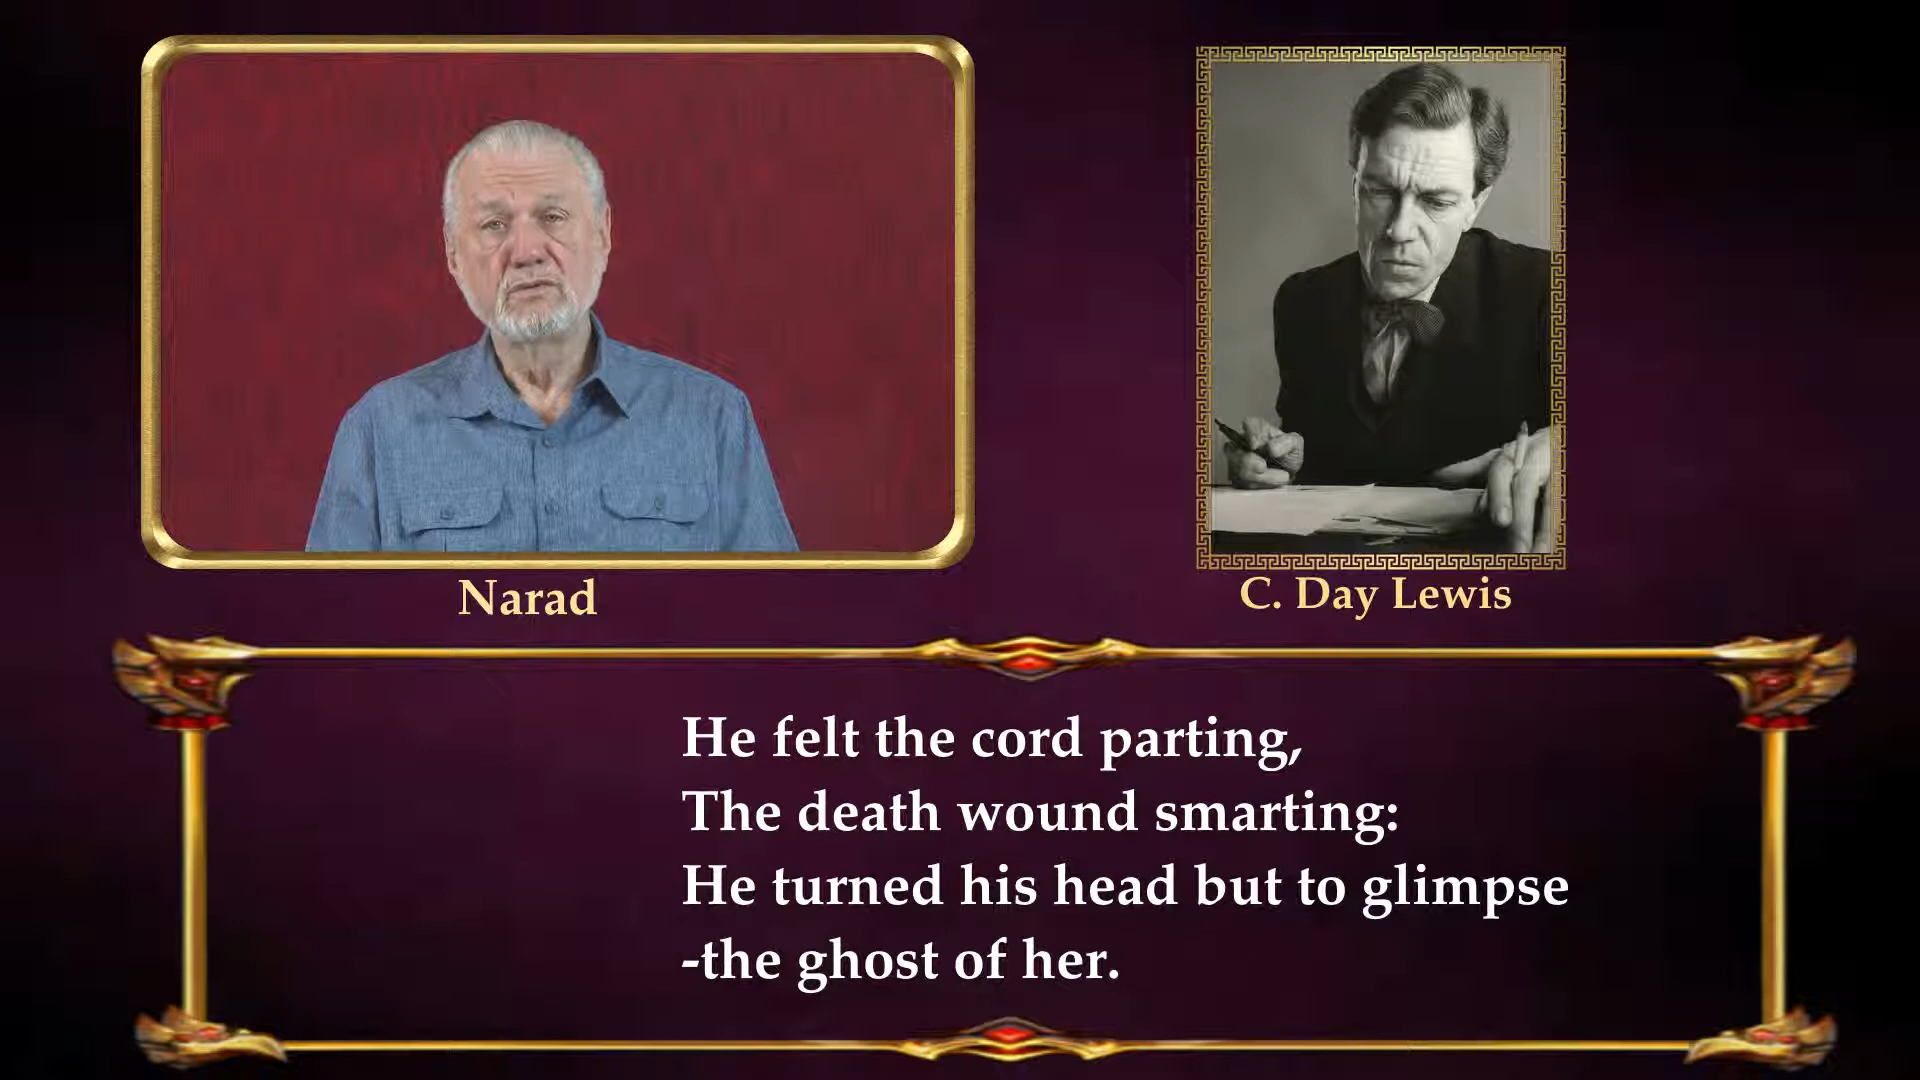 Narad
C. Day Lewis
He felt the cord parting,
The death wound smarting:
He turned his head but to glimpse
-the ghost of her.